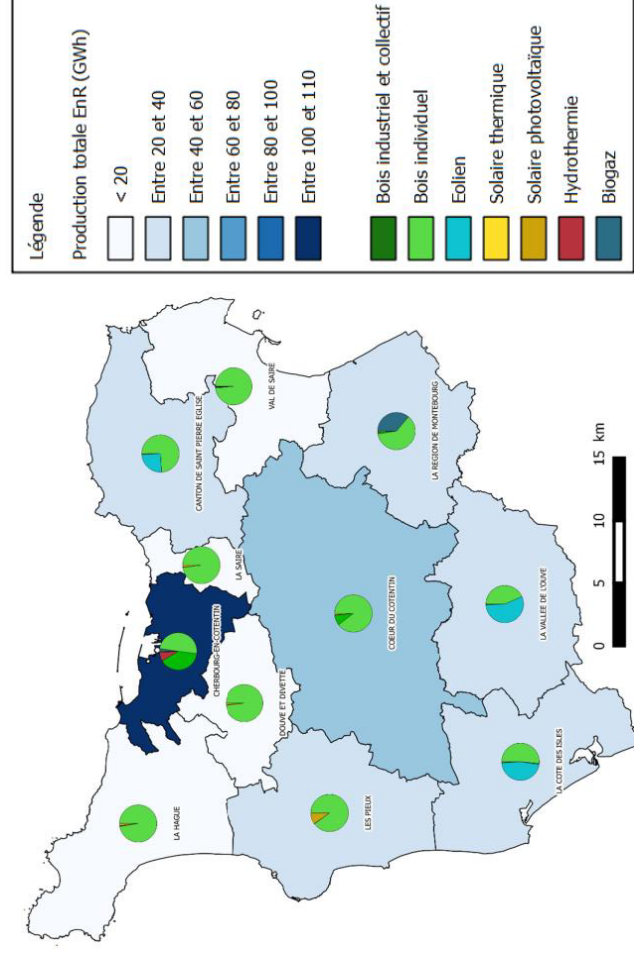 Légende
Production totale EnR (GWh)
< 20
Entre 20 et 40
Entre 40 et 60
Entre 60 et 80
Entre 80 et 100
Entre 100 et 110
Bois industriel et collectif
Bois individuel
Eolien
Solaire thermique
Solaire photovoltaïque
Hydrothermie
Biogaz
LA HAGUE
CHERBOURG-EN-COTENTIN
LA SAIRE
CANTON DE SAINT PIERRE EGLISE
VAL DE SAIRE
DOUVE ET DIVETTE
LES PIEUX
COEUR DU COTENTIN
LA REGION DE MONTEBOURG
LA COTE DES ISLES
LA VALLEE DE L'OUVE
0 5 10 15 km